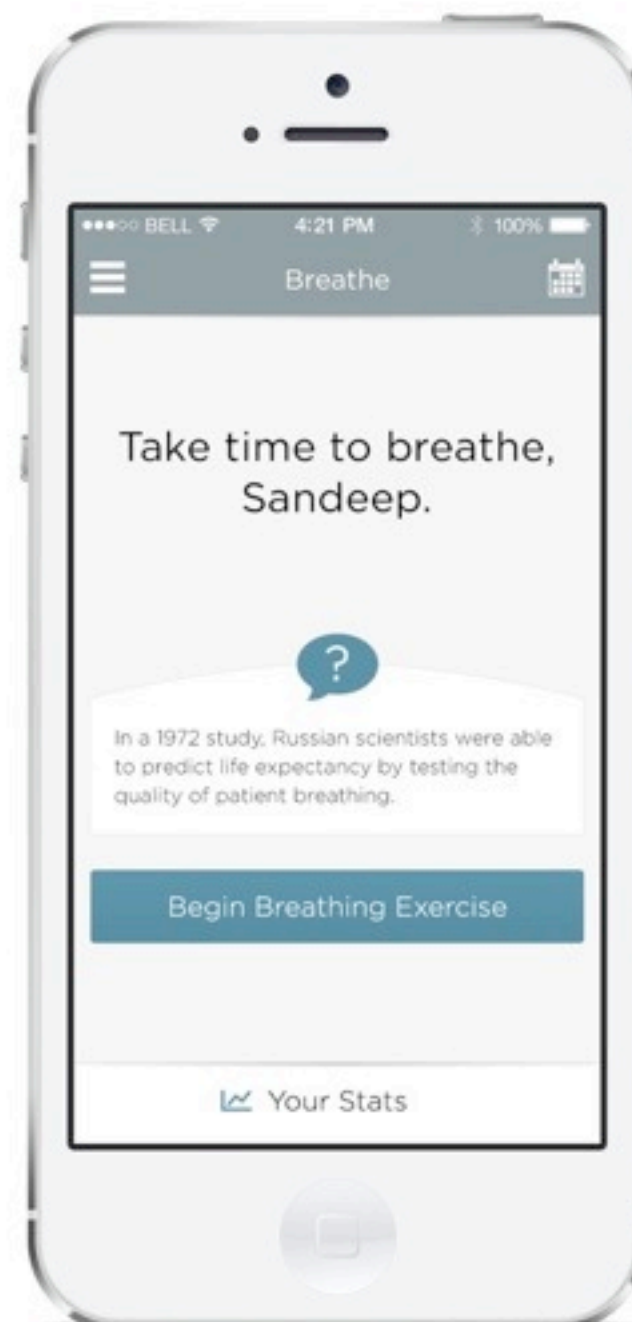 BELL 4:21 PM 100%
Breathe
Take time to breathe,
Sandeep.
?
In a 1972 study, Russian scientists were able
to predict life expectancy by testing the
quality of patient breathing.
Begin Breathing Exercise
Your Stats